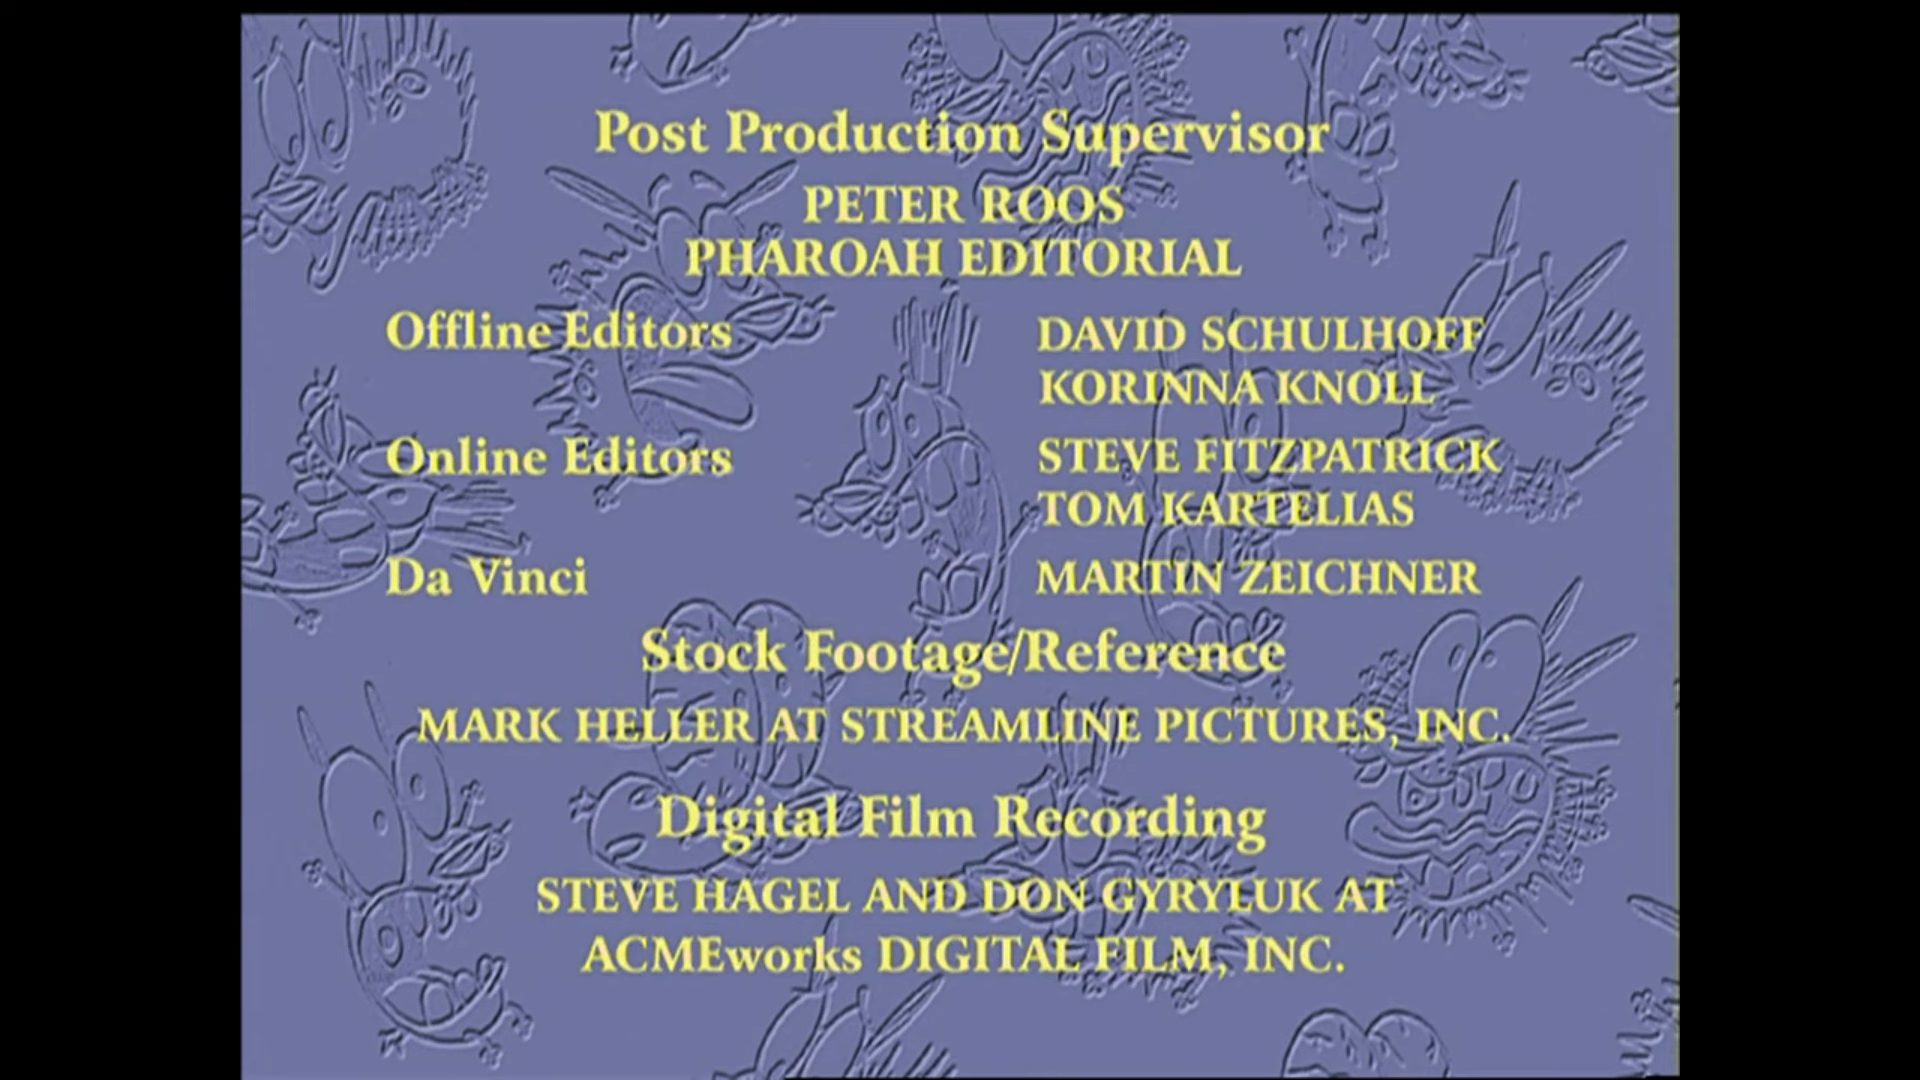 Post Production Supervisor
PETER ROOS
PHAROAH EDITORIAL
Offline Editors DAVID SCHULHOFF
KORINNA KNOLL
Online Editors STEVE FITZPATRICK
TOM KARTELIAS
Da Vinci MARTIN ZEICHNER
Stock Footage/Reference
MARK HELLER AT STREAMLINE PICTURES, INC.
Digital Film Recording
STEVE HAGEL AND DON GYRYLUK AT
ACMEworks DIGITAL FILM, INC.